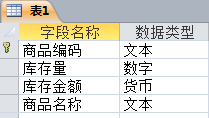 表1
字段名称 数据类型
商品编码 文本
库存量 数字
库存金额 货币
商品名称 文本